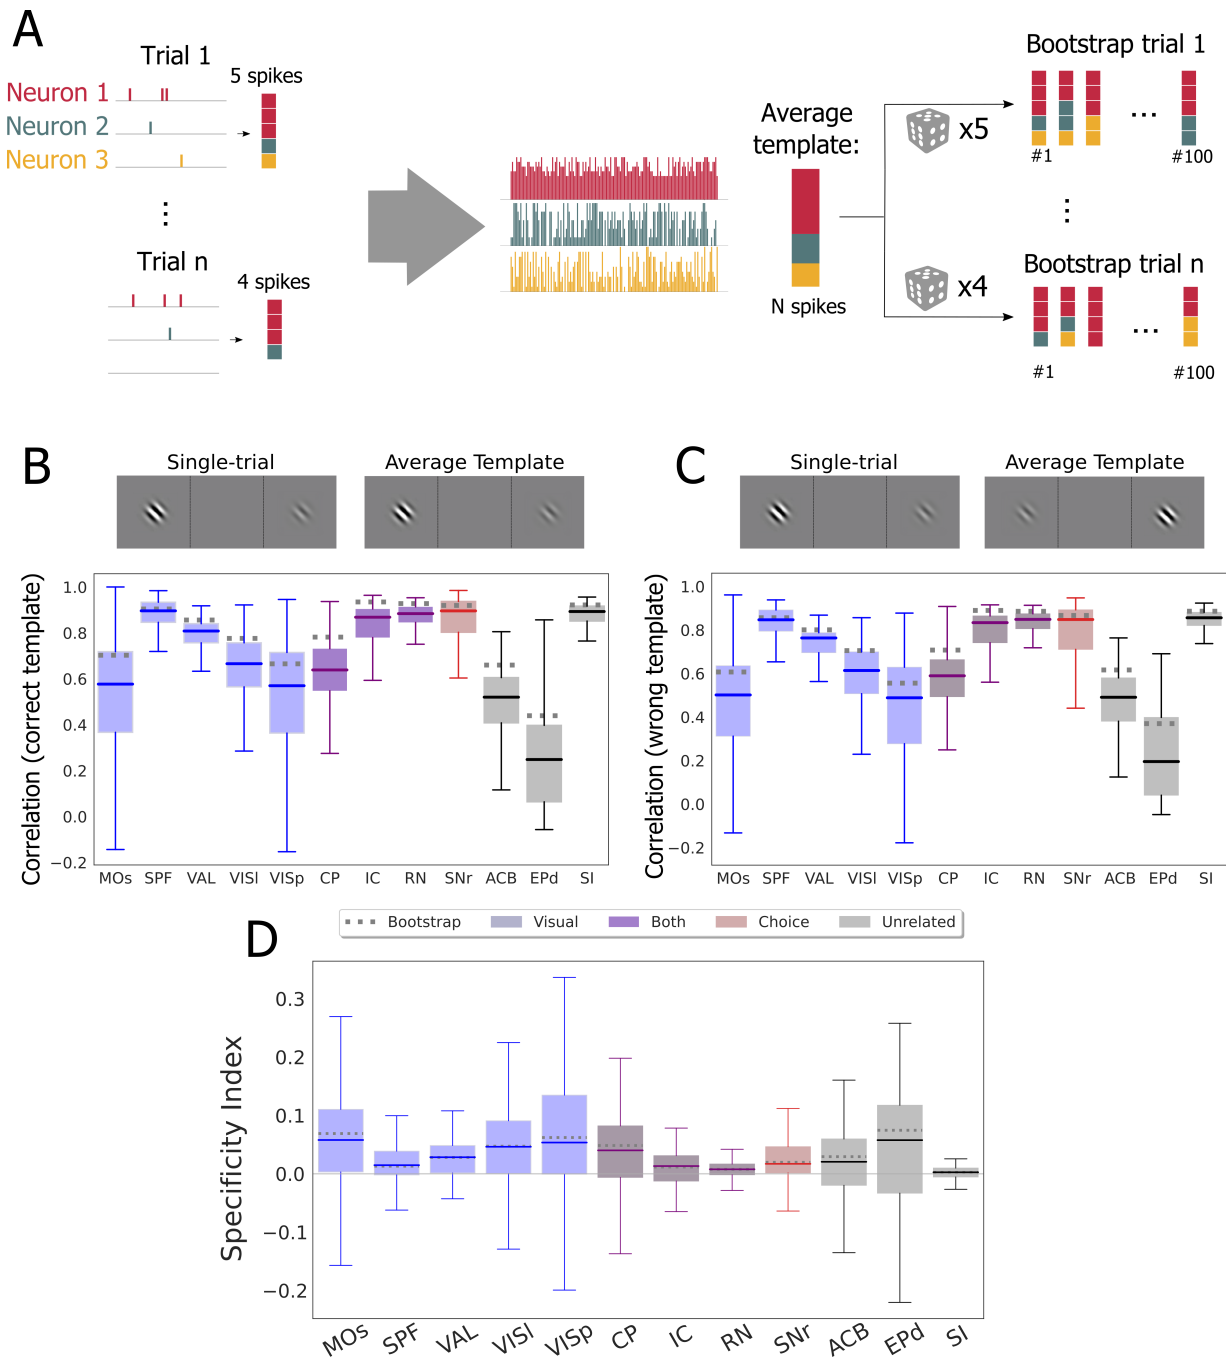 A
Trial 1
5 spikes
Neuron 1
Neuron 2
Neuron 3
Trial n
4 spikes
Average
template:
N spikes
x5
x4
Bootstrap trial 1
...
#1
#100
Bootstrap trial n
...
#1
#100
B
Single-trial
Average Template
Correlation (correct template)
1.0
0.8
0.6
0.4
0.2
0.0
−0.2
MOs SPF VAL VISl VISp CP IC RN SNr ACB EPd SI
C
Single-trial
Average Template
Correlation (wrong template)
1.0
0.8
0.6
0.4
0.2
0.0
−0.2
MOs SPF VAL VISl VISp CP IC RN SNr ACB EPd SI
Bootstrap Visual Both Choice Unrelated
D
Specificity Index
0.3
0.2
0.1
0.0
−0.1
−0.2
MOs SPF VAL VISl VISp CP IC RN SNr ACB EPd SI